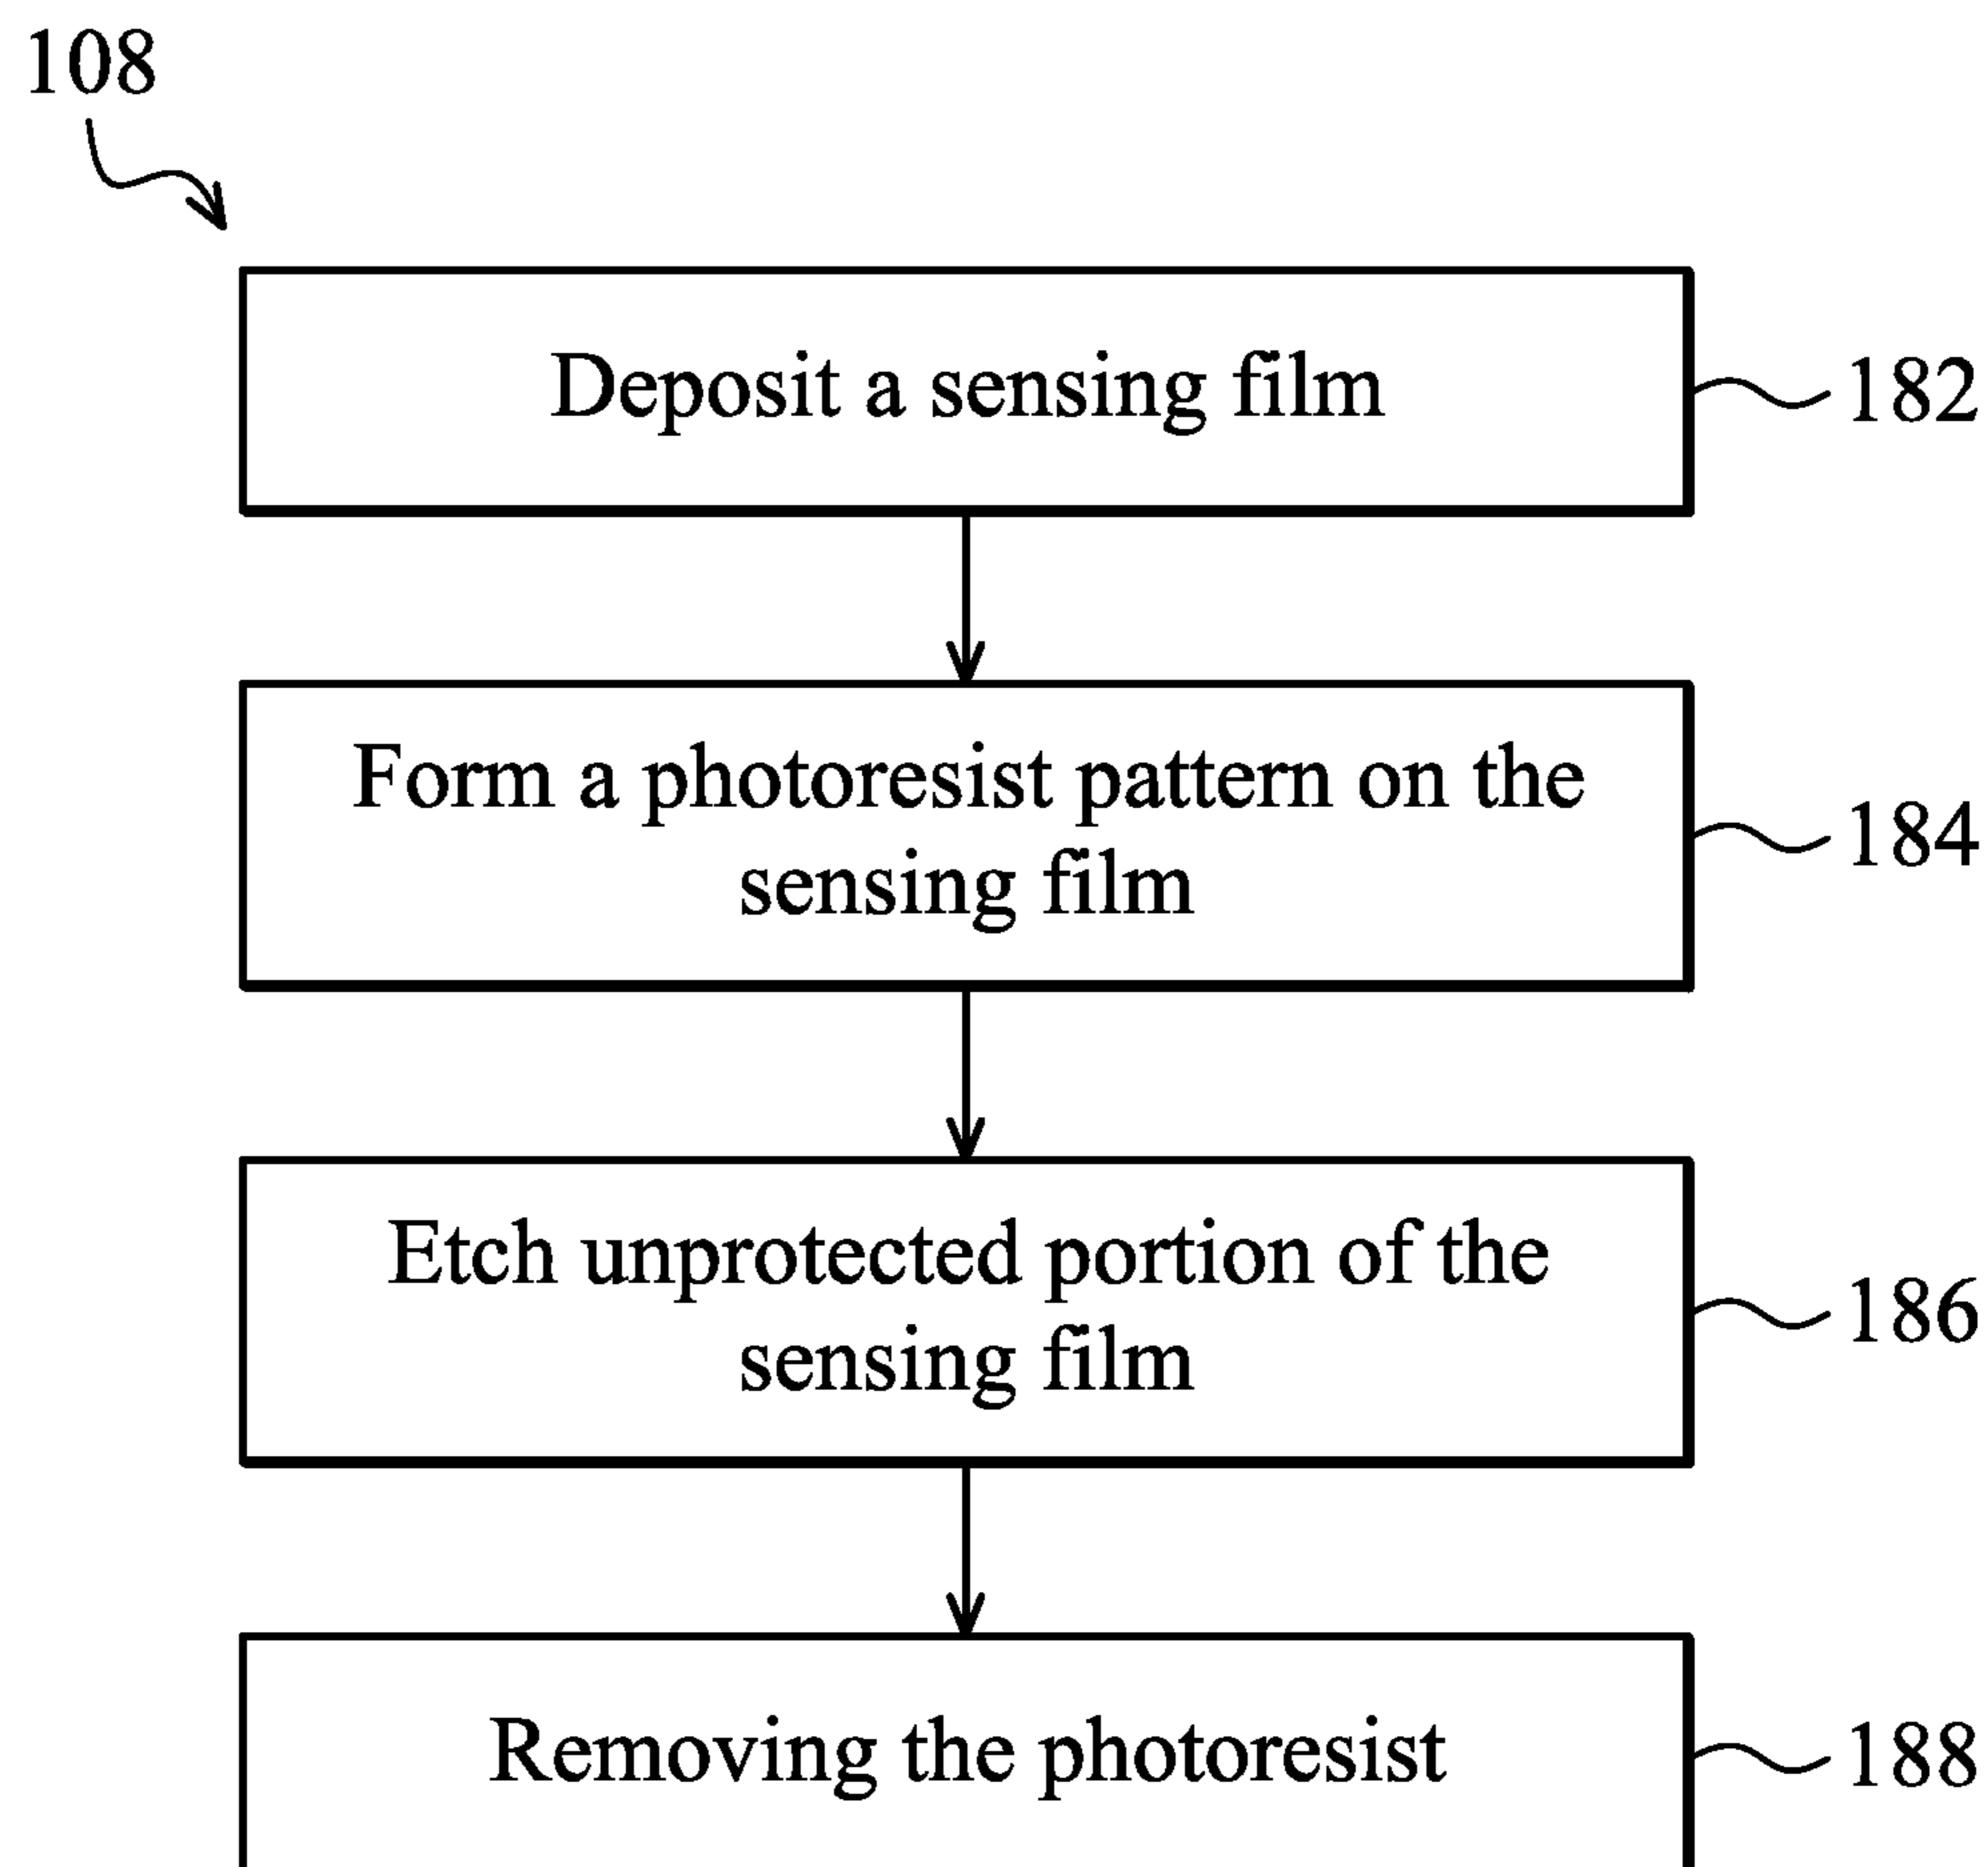 108
Deposit a sensing film
182
Form a photoresist pattern on the
sensing film
184
Etch unprotected portion of the
sensing film
186
Removing the photoresist
188